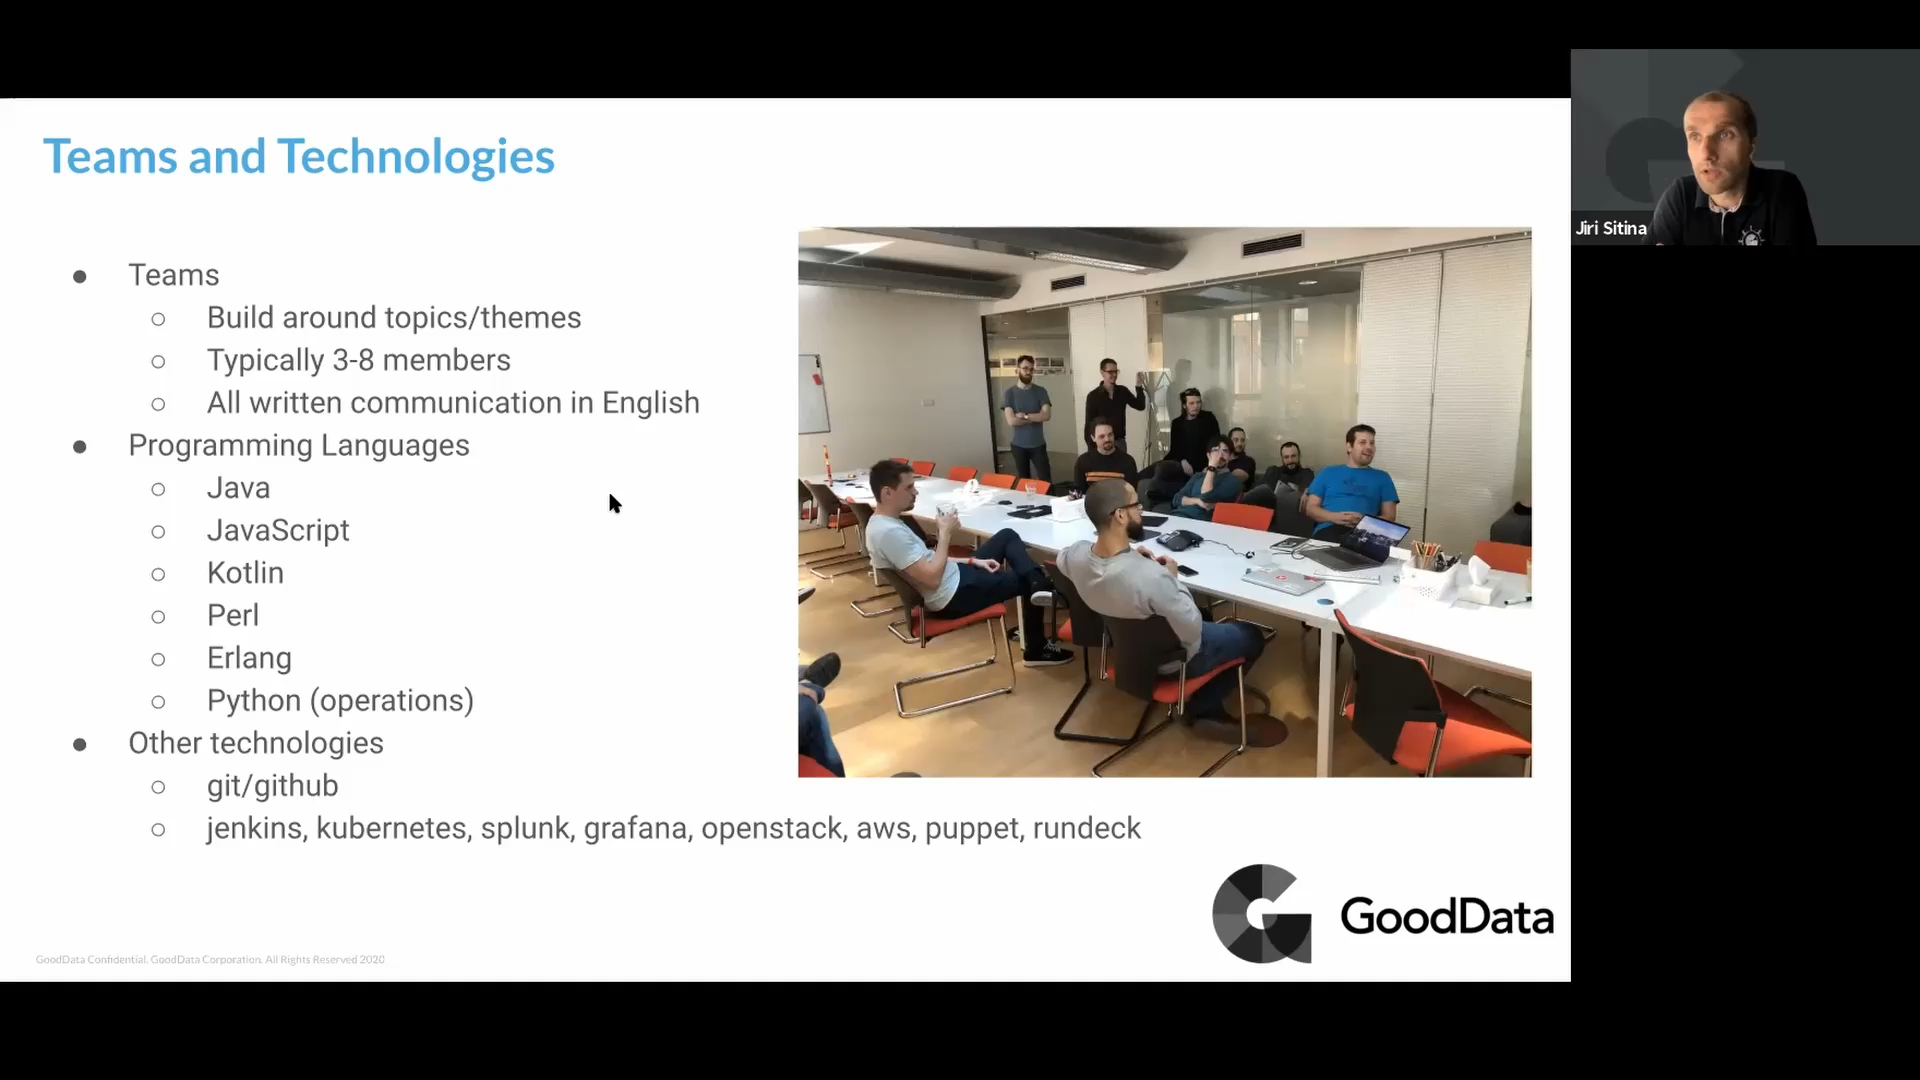 Teams and Technologies
Teams
Build around topics/themes
Typically 3-8 members
All written communication in English
Programming Languages
Java
JavaScript
Kotlin
Perl
Erlang
Python (operations)
Other technologies
git/github
jenkins, kubernetes, splunk, grafana, openstack, aws, puppet, rundeck
GoodData
GoodData Confidential. GoodData Corporation. All Rights Reserved 2020
Jiri Sitina